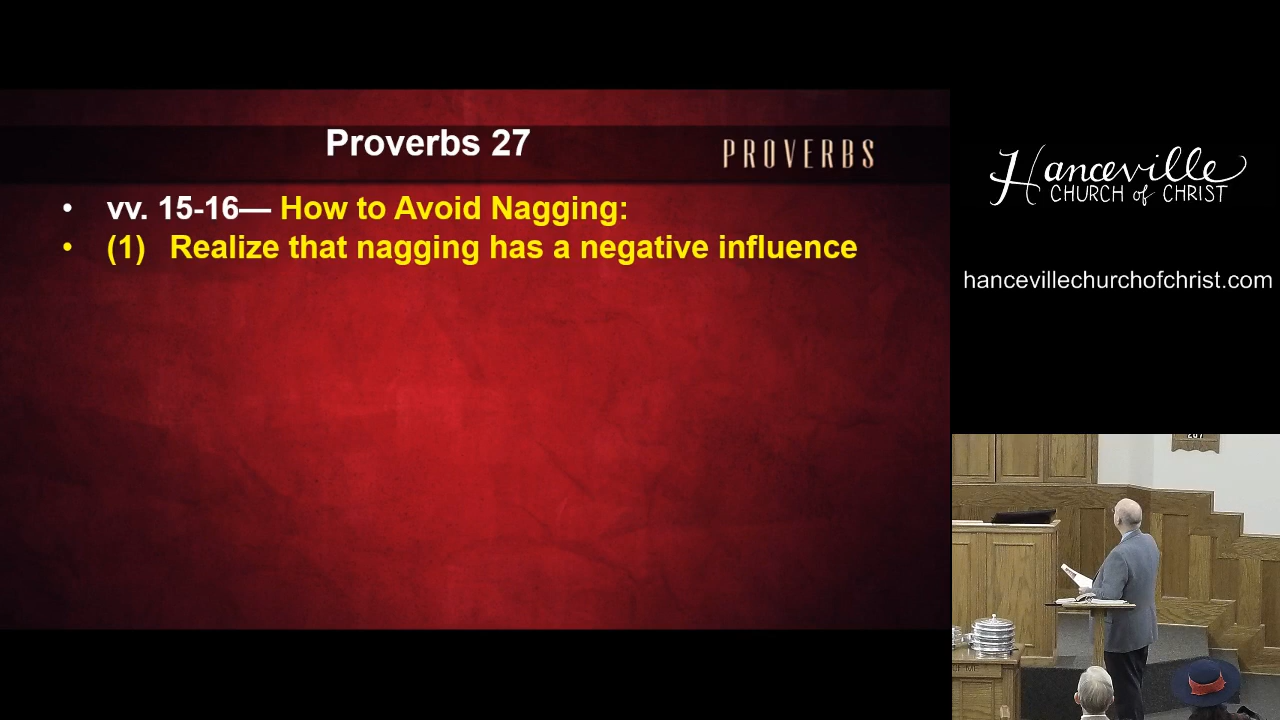 Proverbs 27
PROVERBS
• vv. 15-16— How to Avoid Nagging:
• (1) Realize that nagging has a negative influence
Hanceville
CHURCH of CHRIST
hancevillechurchofchrist.com